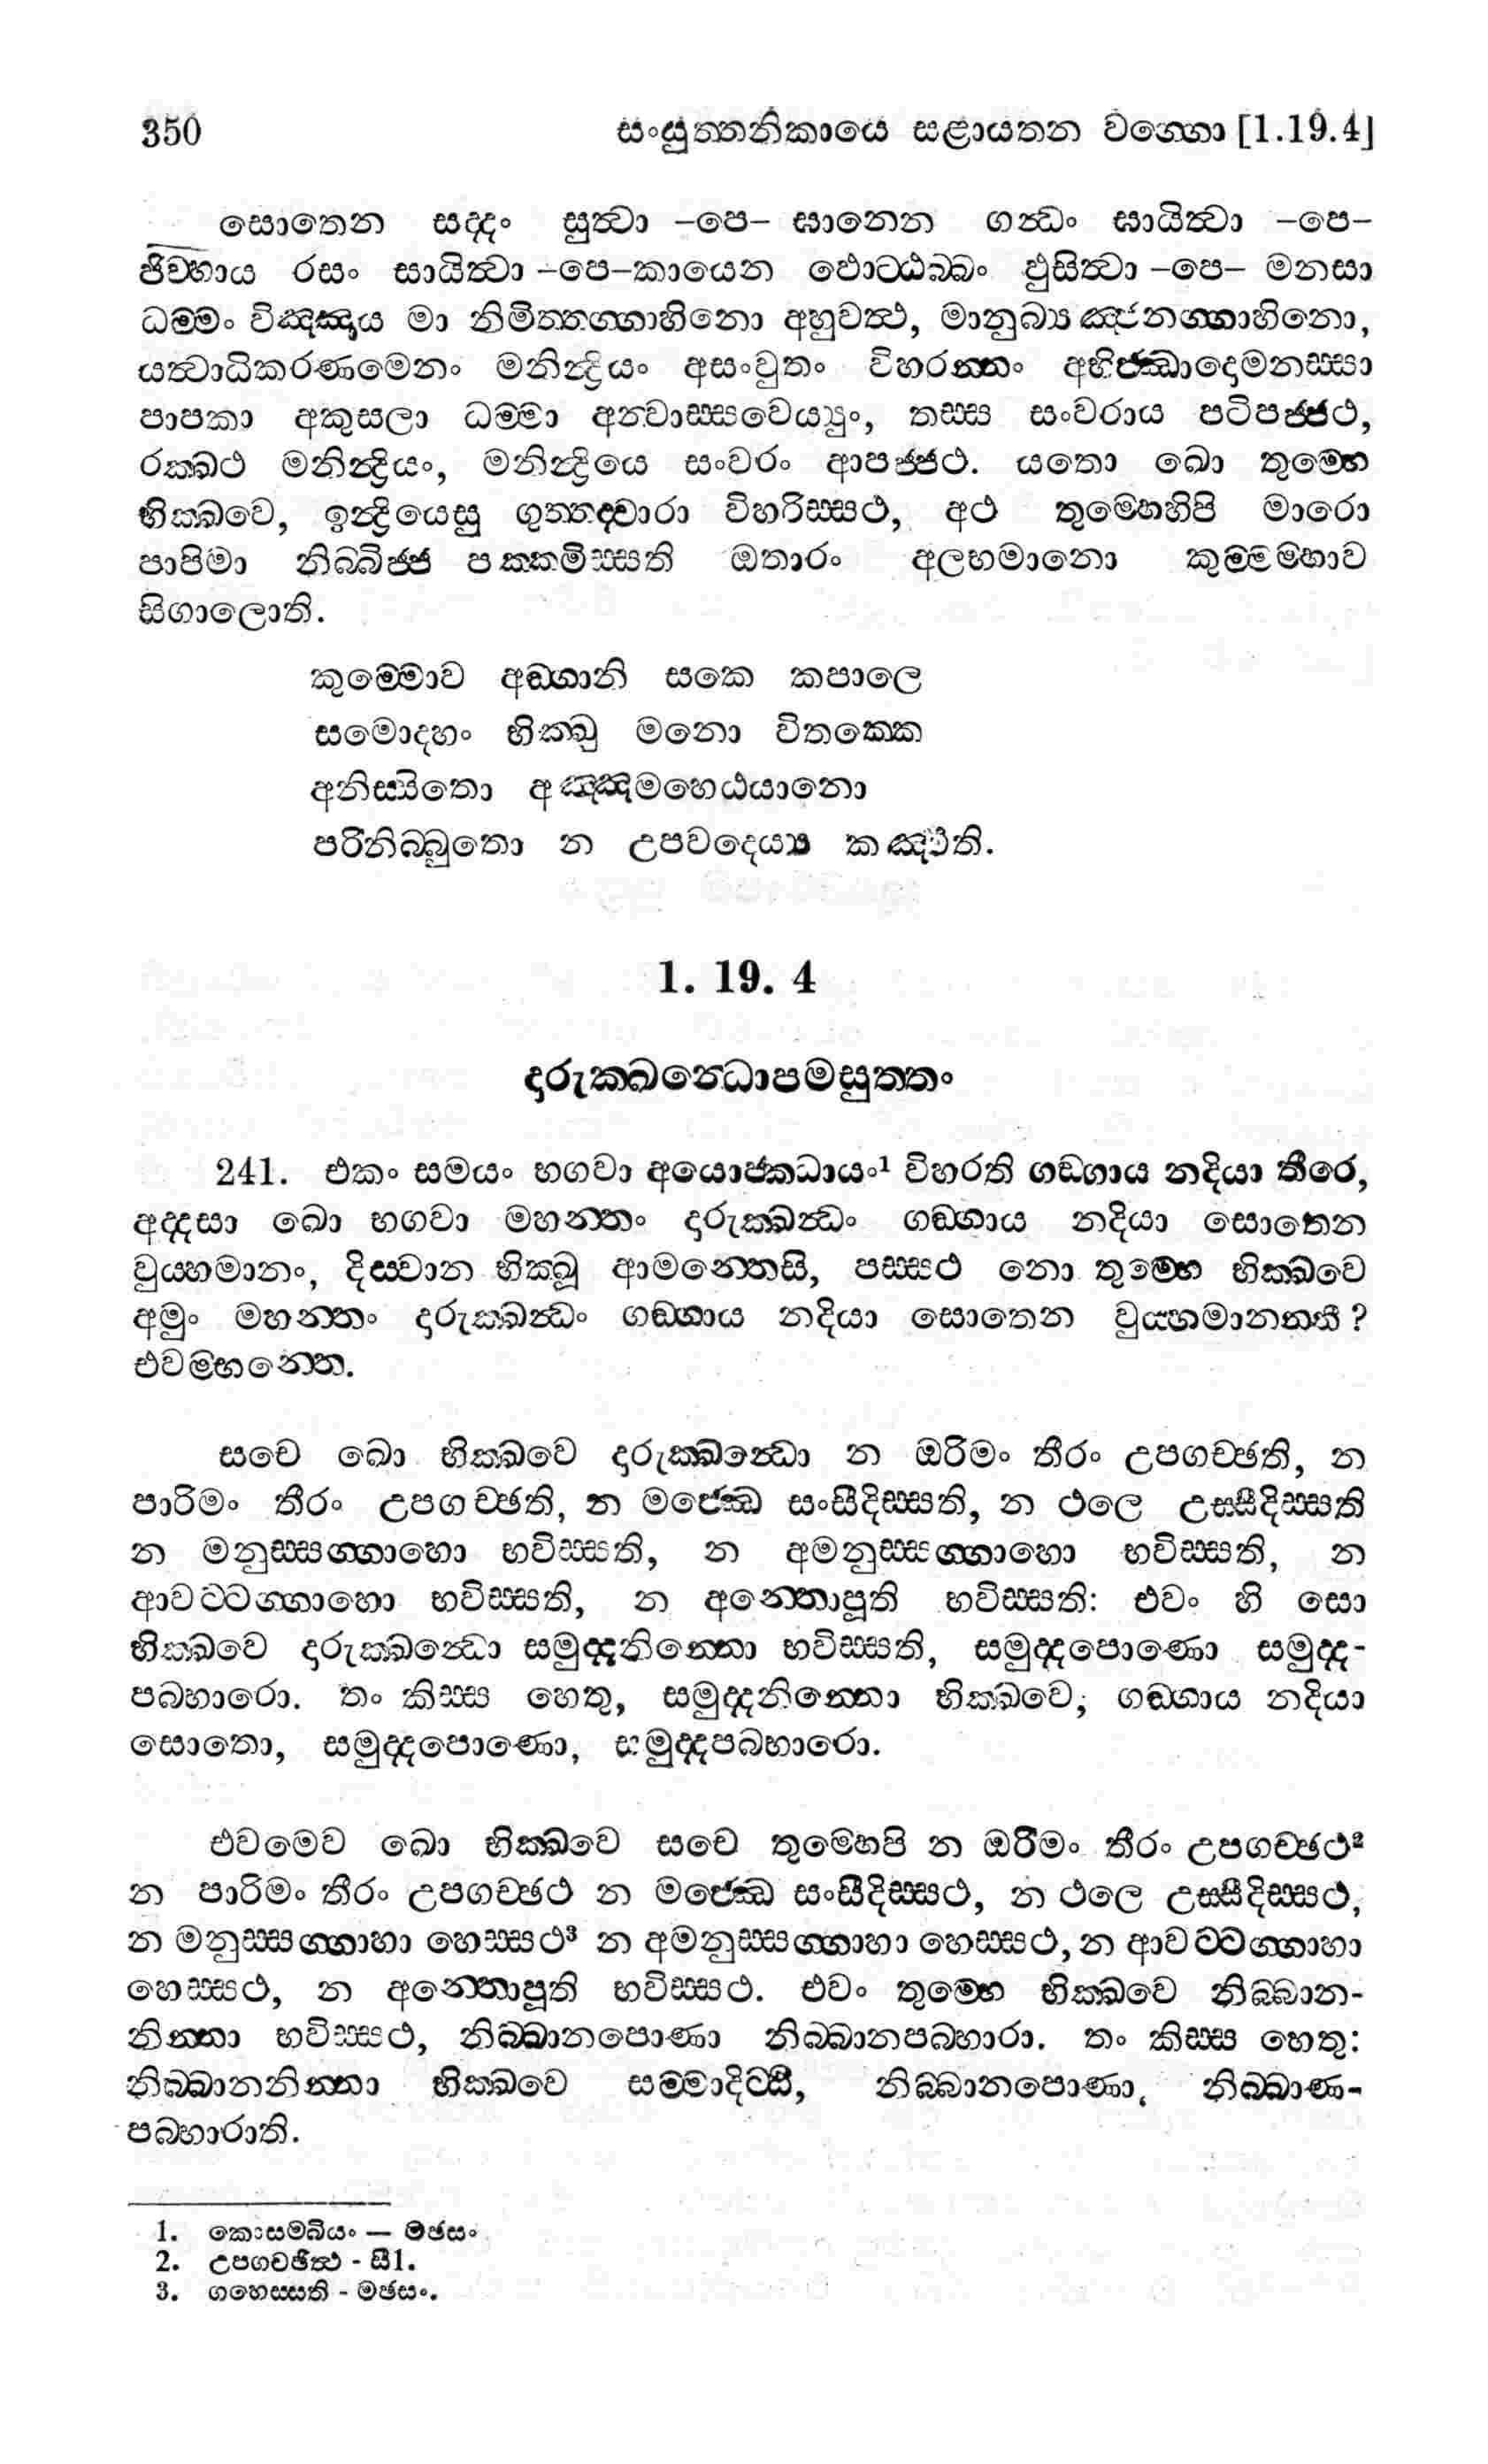 350 සංයුත්තනිකායෙ සළායතන වග්ගො [1.19.4]
සොතෙන සද්දං සුත්වා –පෙ– ඝානෙන ගන්ධං ඝායිත්වා –පෙ–
ජිව්හාය රසං සායිත්වා –පෙ–කායෙන ඵොට්ඨබ්බං ඵුසිත්වා –පෙ– මනසා
ධම්මං විඤ්ඤාය මා නිමිත්තග්ගාහිනො අහුවත්ථ, මානුබ්‍යඤ්ජනග්ගාහිනො,
යත්වාධිකරණමෙනං මනින්ද්‍රියං අසංවුතං විහරන්තං අභිජ්ඣාදොමනස්සා
පාපකා අකුසලා ධම්මා අන්වාස්සවෙය්‍යුං, තස්ස සංවරාය පටිපජ්ජථ,
රක්ඛථ මනින්ද්‍රියං, මනින්ද්‍රියෙ සංවරං ආපජ්ජථ. යතො ඛො තුම්හෙ
භික්ඛවෙ, ඉන්ද්‍රියෙසු ගුත්තද්වාරා විහරිස්සථ, අථ තුම්හෙහිපි මාරො
පාපිමා නිබ්බිජ්ජ පක්කමිස්සති ඔතාරං අලභමානො කුම්මම්හාව
සිගාලොති.
කුම්මොව අඞ්ගානි සකෙ කපාලෙ
සමොදහං භික්ඛු මනො විතක්කෙ
අනිස්සිතො අඤ්ඤමහෙඨයානො
පරිනිබ්බුතො න උපවදෙය්‍ය කඤ්චීති.
1. 19. 4
දාරුක්ඛන්ධොපමසුත්තං
241. එකං සමයං භගවා අයොජ්ඣායං¹ විහරති ගඞ්ගාය නදියා තීරෙ,
අද්දසා ඛො භගවා මහන්තං දාරුක්ඛන්ධං ගඞ්ගාය නදියා සොතෙන
වුය්හමානං, දිස්වාන භික්ඛූ ආමන්තෙසි, පස්සථ නො තුම්හෙ භික්ඛවෙ
අමුං මහන්තං දාරුක්ඛන්ධං ගඞ්ගාය නදියා සොතෙන වුය්හමානන්ති ?
එවම්භන්තෙ.
සචෙ ඛො භික්ඛවෙ දාරුක්ඛන්ධො න ඔරිමං තීරං උපගච්ඡති, න
පාරිමං තීරං උපගච්ඡති, න මජ්ඣෙ සංසීදිස්සති, න ථලෙ උස්සීදිස්සති
න මනුස්සග්ගාහො භවිස්සති, න අමනුස්සග්ගාහො භවිස්සති, න
ආවට්ටග්ගාහො භවිස්සති, න අන්තොපූති භවිස්සති: එවං හි සො
භික්ඛවෙ දාරුක්ඛන්ධො සමුද්දනින්නො භවිස්සති, සමුද්දපොණො සමුද්ද-
පබ්භාරො. තං කිස්ස හෙතු, සමුද්දනින්නො භික්ඛවෙ, ගඞ්ගාය නදියා
සොතො, සමුද්දපොණො, සමුද්දපබ්භාරො.
එවමෙව ඛො භික්ඛවෙ සචෙ තුම්හෙපි න ඔරිමං තීරං උපගච්ඡථ²
න පාරිමං තීරං උපගච්ඡථ න මජ්ඣෙ සංසීදිස්සථ, න ථලෙ උස්සීදිස්සථ,
න මනුස්සග්ගාහා හෙස්සථ³ න අමනුස්සග්ගාහා හෙස්සථ, න ආවට්ටග්ගාහා
හෙස්සථ, න අන්තොපූති භවිස්සථ. එවං තුම්හෙ භික්ඛවෙ නිබ්බාන-
නින්නා භවිස්සථ, නිබ්බානපොණා නිබ්බානපබ්භාරා. තං කිස්ස හෙතු:
නිබ්බානනින්නා භික්ඛවෙ සම්මාදිට්ඨි, නිබ්බානපොණා, නිබ්බාණ-
පබ්භාරාති.
1. කොසම්බියං — මඡසං.
2. උපගච්ඡිත්ථ - සී1.
3. ගහෙස්සති - මඡසං.